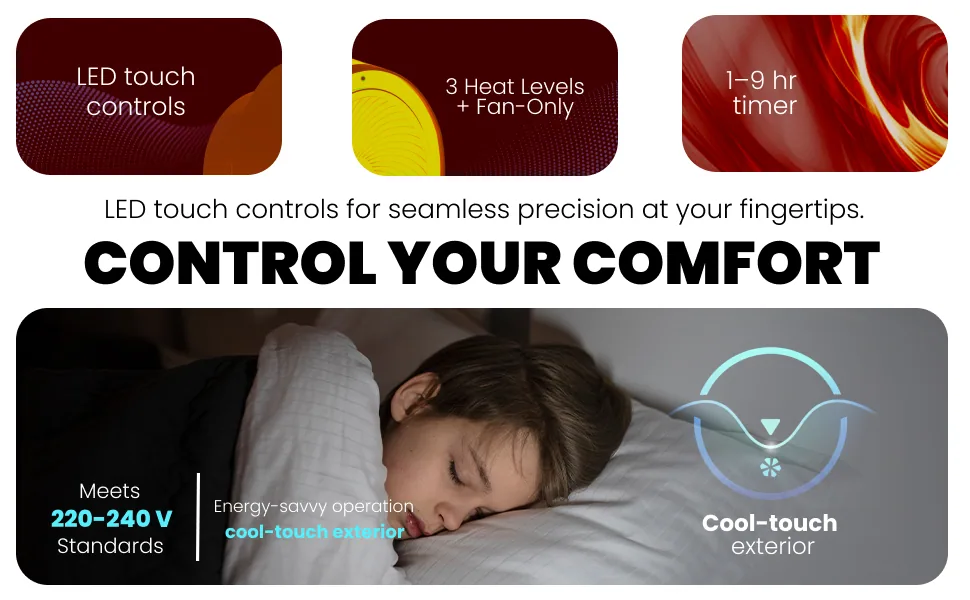 LED touch
controls
3 Heat Levels
+ Fan-Only
1–9 hr
timer
LED touch controls for seamless precision at your fingertips.
CONTROL YOUR COMFORT
Meets
220–240 V
Standards
Energy-savvy operation
cool-touch exterior
Cool-touch
exterior